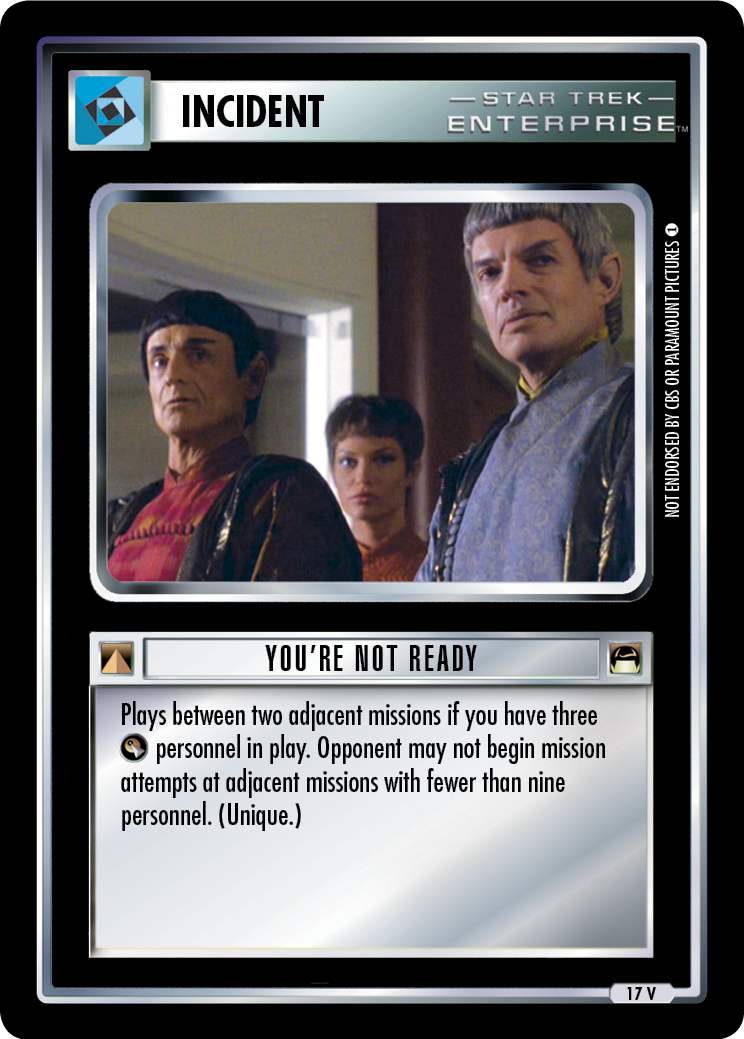 INCIDENT
— STAR TREK —
ENTERPRISE™
NOT ENDORSED BY CBS OR PARAMOUNT PICTURES 1
YOU'RE NOT READY
Plays between two adjacent missions if you have three
personnel in play. Opponent may not begin mission
attempts at adjacent missions with fewer than nine
personnel. (Unique.)
17 V